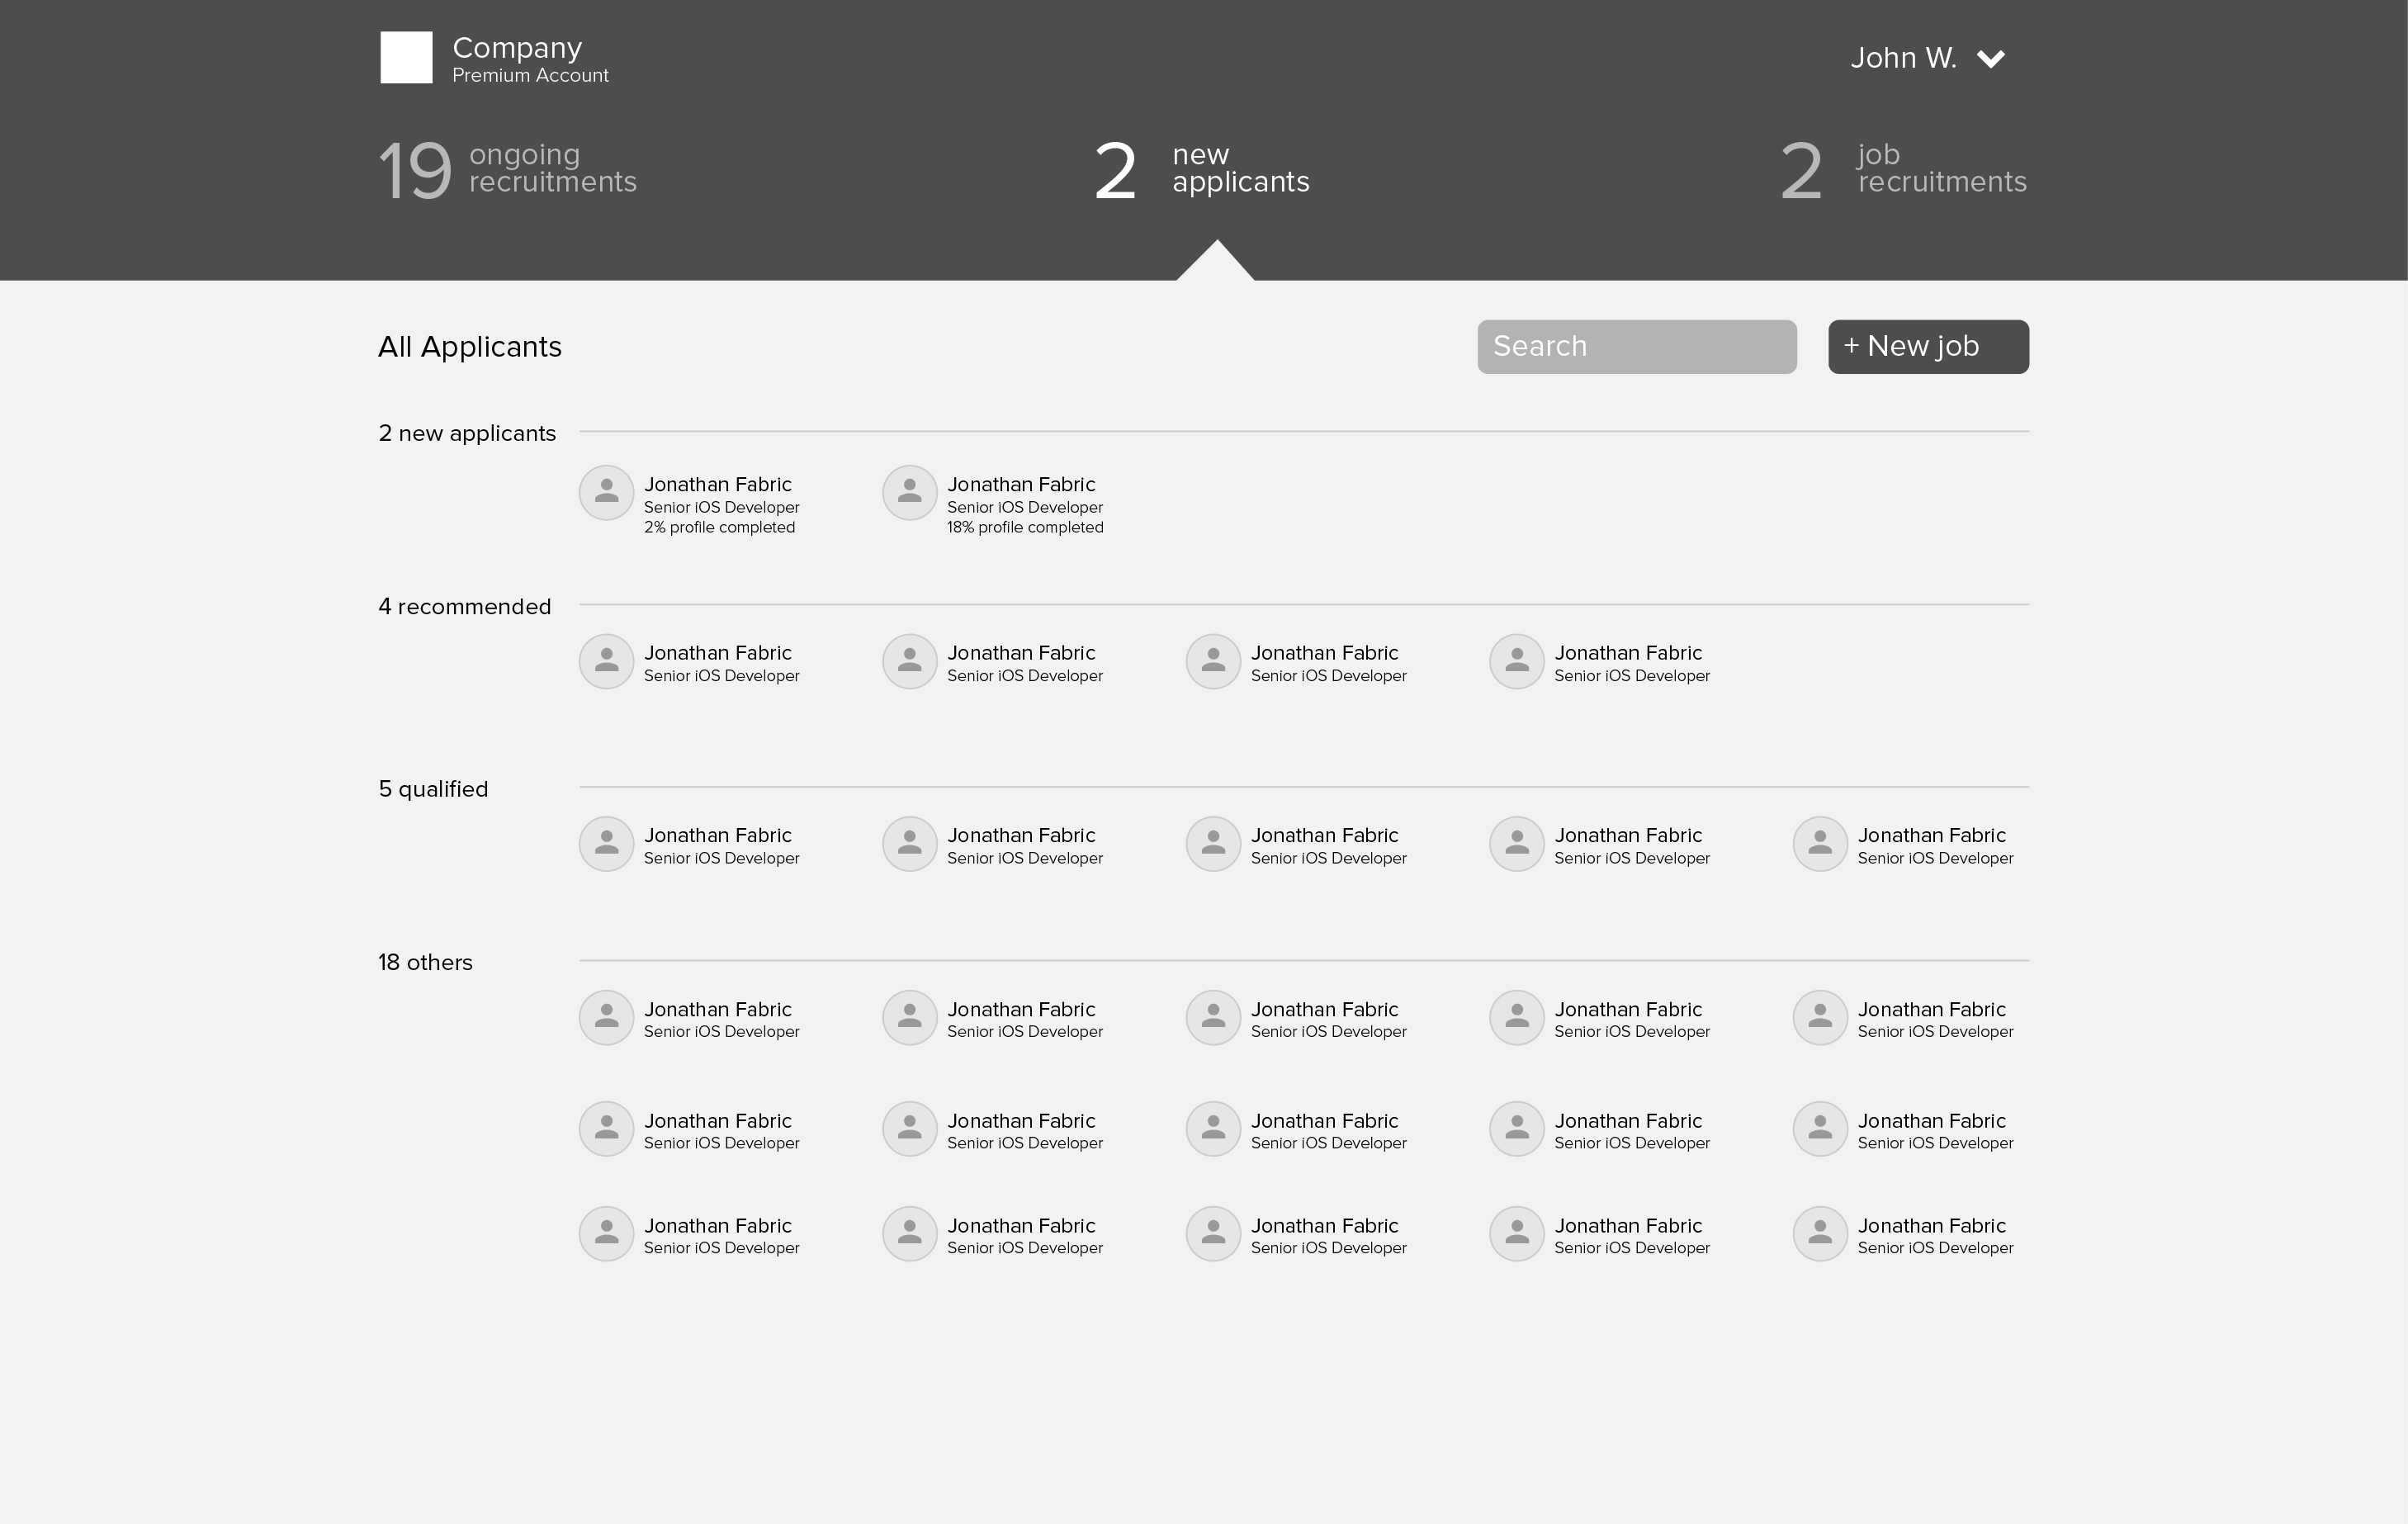 Company
Premium Account
John W.
19 ongoing recruitments
2 new applicants
2 job recruitments
All Applicants
Search
+ New job
2 new applicants
Jonathan Fabric
Senior iOS Developer
2% profile completed
Jonathan Fabric
Senior iOS Developer
18% profile completed
4 recommended
Jonathan Fabric
Senior iOS Developer
Jonathan Fabric
Senior iOS Developer
Jonathan Fabric
Senior iOS Developer
Jonathan Fabric
Senior iOS Developer
5 qualified
Jonathan Fabric
Senior iOS Developer
Jonathan Fabric
Senior iOS Developer
Jonathan Fabric
Senior iOS Developer
Jonathan Fabric
Senior iOS Developer
Jonathan Fabric
Senior iOS Developer
18 others
Jonathan Fabric
Senior iOS Developer
Jonathan Fabric
Senior iOS Developer
Jonathan Fabric
Senior iOS Developer
Jonathan Fabric
Senior iOS Developer
Jonathan Fabric
Senior iOS Developer
Jonathan Fabric
Senior iOS Developer
Jonathan Fabric
Senior iOS Developer
Jonathan Fabric
Senior iOS Developer
Jonathan Fabric
Senior iOS Developer
Jonathan Fabric
Senior iOS Developer
Jonathan Fabric
Senior iOS Developer
Jonathan Fabric
Senior iOS Developer
Jonathan Fabric
Senior iOS Developer
Jonathan Fabric
Senior iOS Developer
Jonathan Fabric
Senior iOS Developer